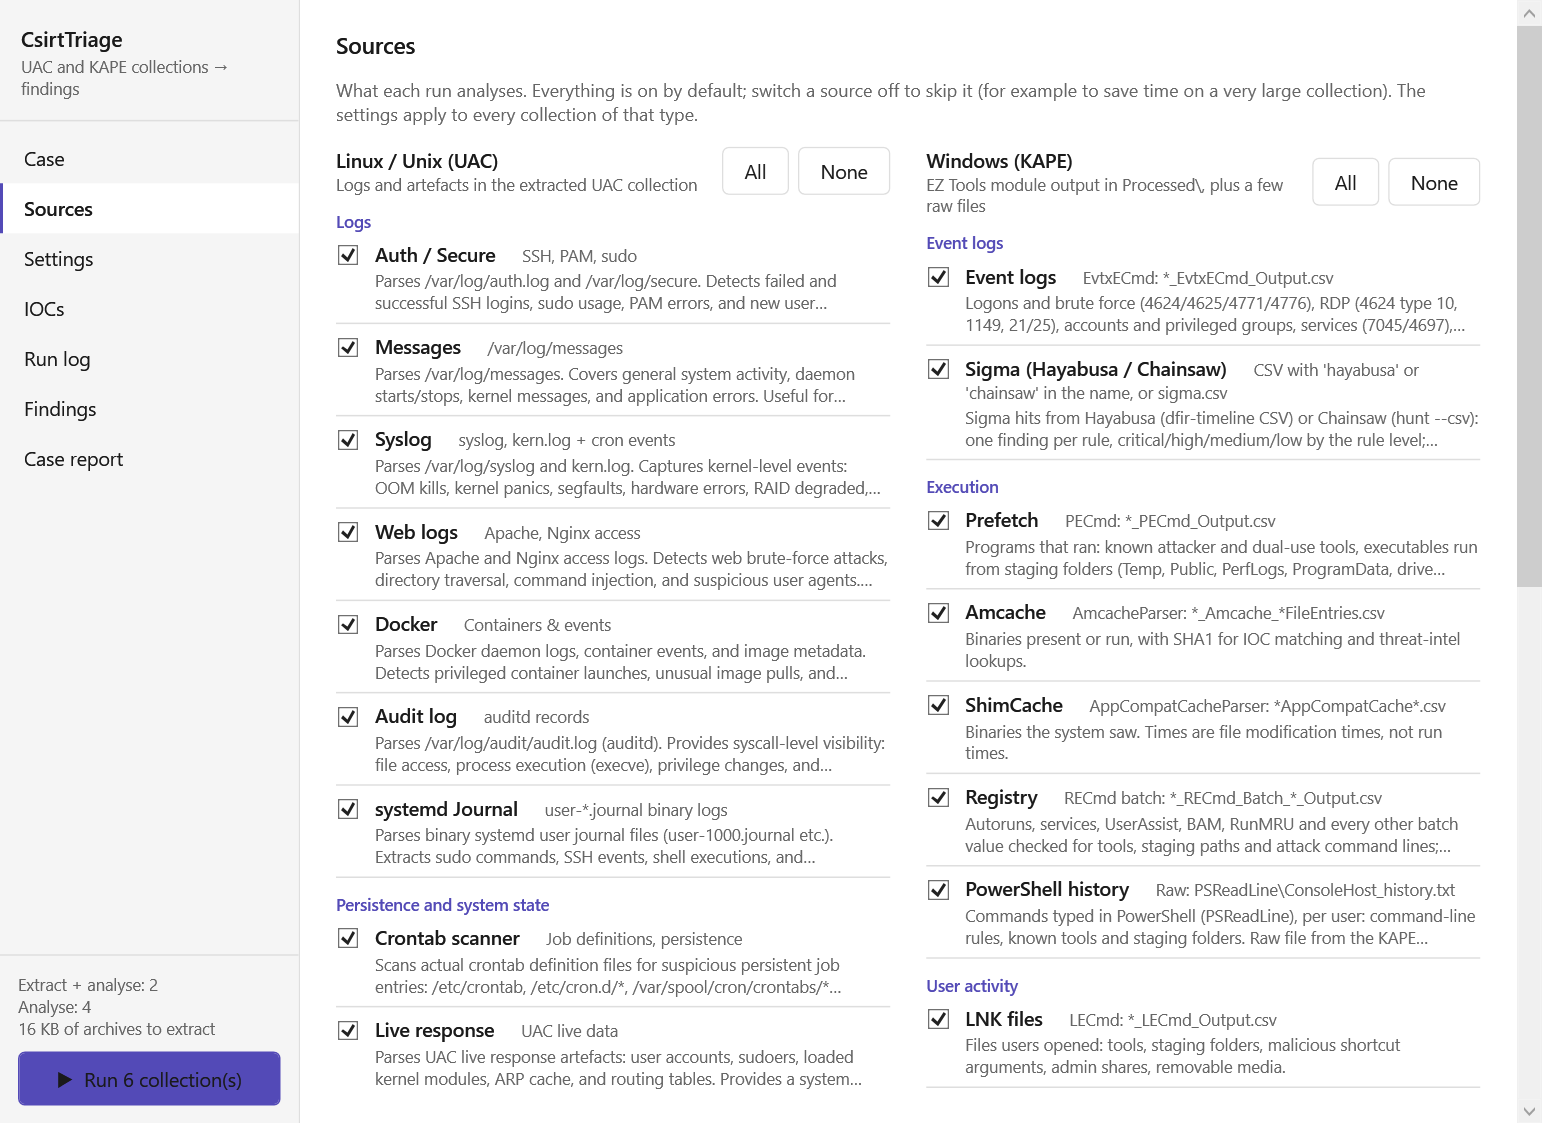 CsirtTriage
UAC and KAPE collections →
findings
Case
Sources
Settings
IOCs
Run log
Findings
Case report
Extract + analyse: 2
Analyse: 4
16 KB of archives to extract
Run 6 collection(s)
Sources
What each run analyses. Everything is on by default; switch a source off to skip it (for example to save time on a very large collection). The
settings apply to every collection of that type.
Linux / Unix (UAC)
Logs and artefacts in the extracted UAC collection
All
None
Logs
Auth / Secure SSH, PAM, sudo
Parses /var/log/auth.log and /var/log/secure. Detects failed and
successful SSH logins, sudo usage, PAM errors, and new user...
Messages /var/log/messages
Parses /var/log/messages. Covers general system activity, daemon
starts/stops, kernel messages, and application errors. Useful for...
Syslog syslog, kern.log + cron events
Parses /var/log/syslog and kern.log. Captures kernel-level events:
OOM kills, kernel panics, segfaults, hardware errors, RAID degraded,...
Web logs Apache, Nginx access
Parses Apache and Nginx access logs. Detects web brute-force attacks,
directory traversal, command injection, and suspicious user agents....
Docker Containers & events
Parses Docker daemon logs, container events, and image metadata.
Detects privileged container launches, unusual image pulls, and...
Audit log auditd records
Parses /var/log/audit/audit.log (auditd). Provides syscall-level visibility:
file access, process execution (execve), privilege changes, and...
systemd Journal user-*.journal binary logs
Parses binary systemd user journal files (user-1000.journal etc.).
Extracts sudo commands, SSH events, shell executions, and...
Persistence and system state
Crontab scanner Job definitions, persistence
Scans actual crontab definition files for suspicious persistent job
entries: /etc/crontab, /etc/cron.d/*, /var/spool/cron/crontabs/*...
Live response UAC live data
Parses UAC live response artefacts: user accounts, sudoers, loaded
kernel modules, ARP cache, and routing tables. Provides a system...
Windows (KAPE)
EZ Tools module output in Processed\, plus a few
raw files
All
None
Event logs
Event logs EvtxECmd: *_EvtxECmd_Output.csv
Logons and brute force (4624/4625/4771/4776), RDP (4624 type 10,
1149, 21/25), accounts and privileged groups, services (7045/4697),...
Sigma (Hayabusa / Chainsaw) CSV with 'hayabusa' or
'chainsaw' in the name, or sigma.csv
Sigma hits from Hayabusa (dfir-timeline CSV) or Chainsaw (hunt --csv):
one finding per rule, critical/high/medium/low by the rule level;...
Execution
Prefetch PECmd: *_PECmd_Output.csv
Programs that ran: known attacker and dual-use tools, executables run
from staging folders (Temp, Public, PerfLogs, ProgramData, drive...
Amcache AmcacheParser: *_Amcache_*FileEntries.csv
Binaries present or run, with SHA1 for IOC matching and threat-intel
lookups.
ShimCache AppCompatCacheParser: *AppCompatCache*.csv
Binaries the system saw. Times are file modification times, not run
times.
Registry RECmd batch: *_RECmd_Batch_*_Output.csv
Autoruns, services, UserAssist, BAM, RunMRU and every other batch
value checked for tools, staging paths and attack command lines;...
PowerShell history Raw: PSReadLine\ConsoleHost_history.txt
Commands typed in PowerShell (PSReadLine), per user: command-line
rules, known tools and staging folders. Raw file from the KAPE...
User activity
LNK files LECmd: *_LECmd_Output.csv
Files users opened: tools, staging folders, malicious shortcut
arguments, admin shares, removable media.